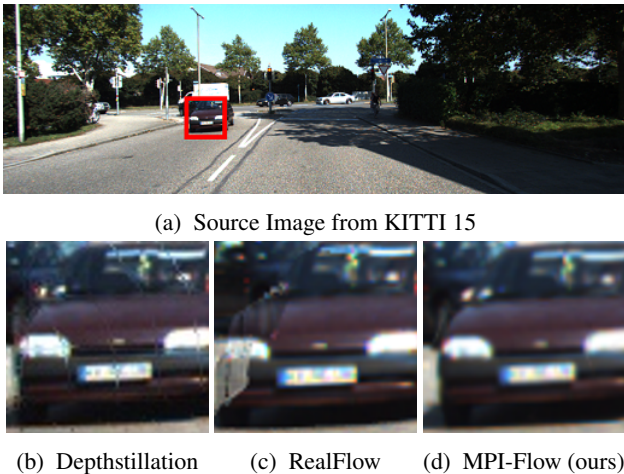 (a) Source Image from KITTI 15
(b) Depthstillation
(c) RealFlow
(d) MPI-Flow (ours)